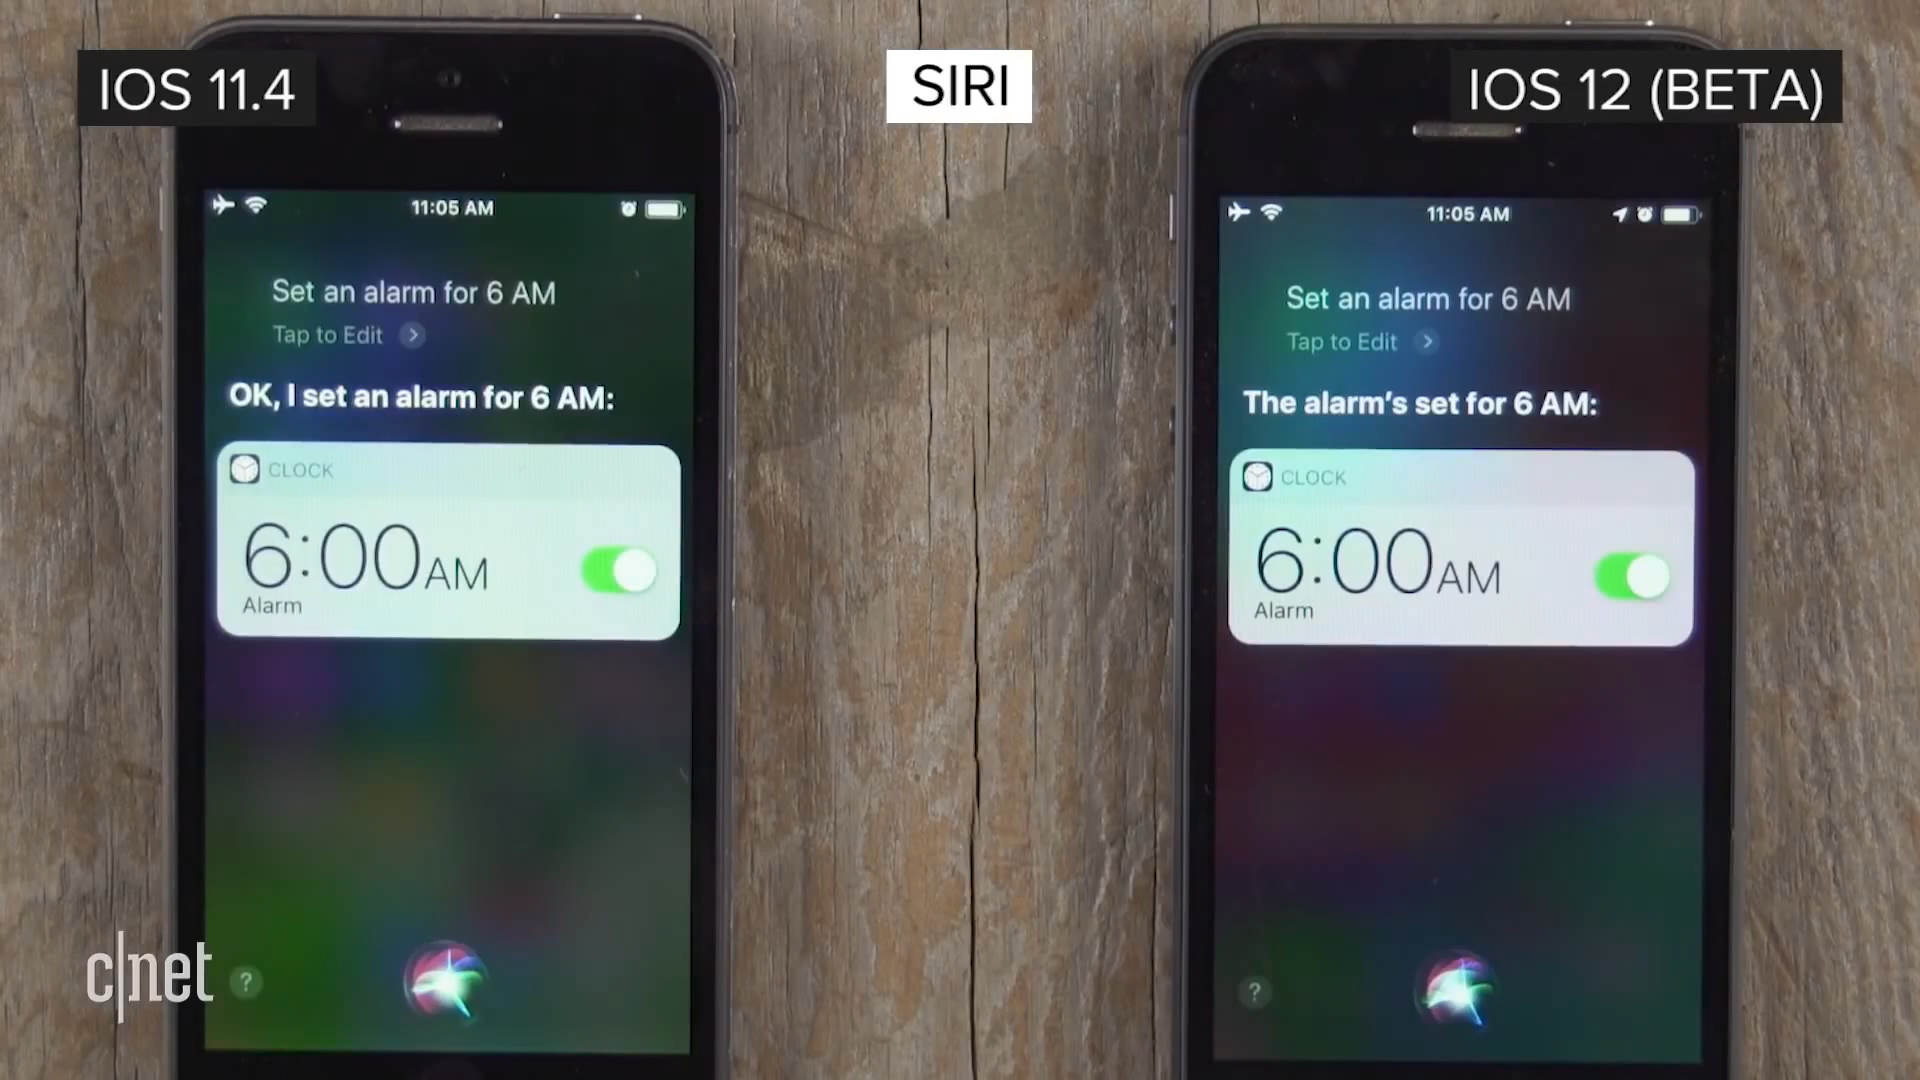 IOS 11.4
SIRI
IOS 12 (BETA)
11:05 AM
Set an alarm for 6 AM
Tap to Edit
OK, I set an alarm for 6 AM:
CLOCK
6:00AM
Alarm
?
11:05 AM
Set an alarm for 6 AM
Tap to Edit
The alarm's set for 6 AM:
CLOCK
6:00AM
Alarm
?
c|net